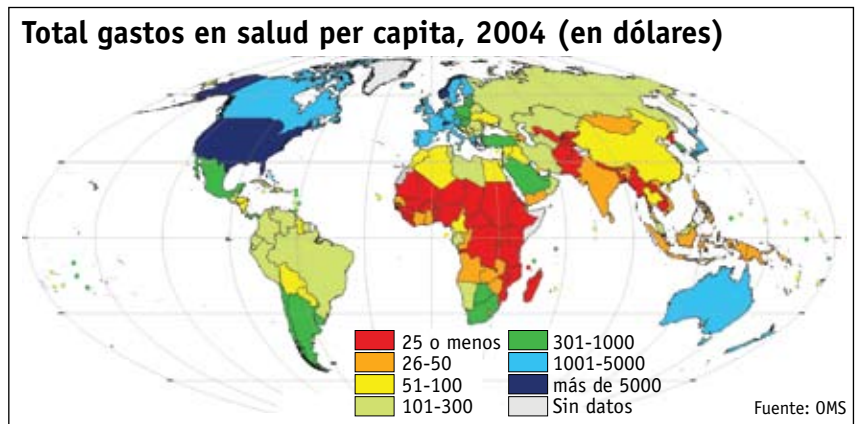 Total gastos en salud per capita, 2004 (en dólares)
25 o menos
26-50
51-100
101-300
301-1000
1001-5000
más de 5000
Sin datos
Fuente: OMS